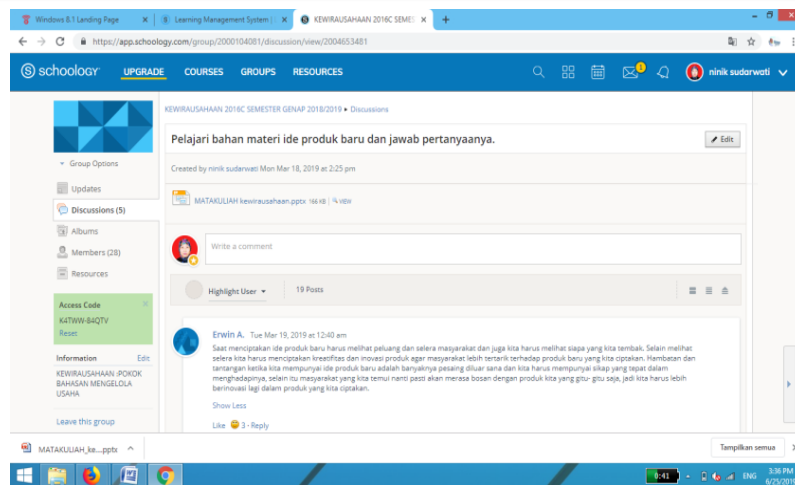 Windows 8.1 Landing Page
Learning Management System |
KEWIRAUSAHAAN 2016C SEMES
https://app.schoology.com/group/2000104081/discussion/view/2004653481
schoology UPGRADE COURSES GROUPS RESOURCES 1 ninik sudarwati
KEWIRAUSAHAAN 2016C SEMESTER GENAP 2018/2019 ▸ Discussions
Pelajari bahan materi ide produk baru dan jawab pertanyaanya.
Edit
Created by ninik sudarwati Mon Mar 18, 2019 at 2:25 pm
MATAKULIAH kewirausahaan.pptx 166 KB | VIEW
Group Options
Updates
Discussions (5)
Albums
Members (28)
Resources
Access Code
K4TWW-84QTV
Reset
Information Edit
KEWIRAUSAHAAN :POKOK
BAHASAN MENGELOLA
USAHA
Leave this group
Write a comment
Highlight User 19 Posts
Erwin A. Tue Mar 19, 2019 at 12:40 am
Saat menciptakan ide produk baru harus melihat peluang dan selera masyarakat dan juga kita harus melihat siapa yang kita tembak. Selain melihat
selera kita harus menciptakan kreatifitas dan inovasi produk agar masyarakat lebih tertarik terhadap produk baru yang kita ciptakan. Hembatan dan
tantangan ketika kita mempunyai ide produk baru adalah banyaknya pesaing diluar sana dan kita harus mempunyai sikap yang tepat dalam
menghadapinya, selain itu masyarakat yang kita temui nanti pasti akan merasa bosan dengan produk kita yang gitu- gitu saja, jadi kita harus lebih
berinovasi lagi dalam produk yang kita ciptakan.
Show Less
Like 3 · Reply
MATAKULIAH_ke....pptx
Tampilkan semua
0:41
ENG
3:36 PM
6/25/2019